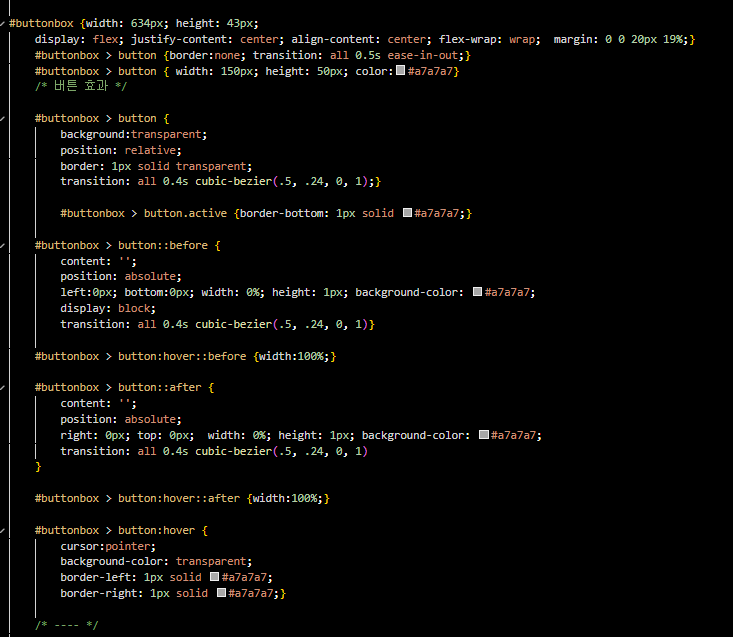 #buttonbox {width: 634px; height: 43px;
display: flex; justify-content: center; align-content: center; flex-wrap: wrap;  margin: 0 0 20px 19%;}
#buttonbox > button {border:none; transition: all 0.5s ease-in-out;}
#buttonbox > button { width: 150px; height: 50px; color:#a7a7a7}
/* 버튼 효과 */
#buttonbox > button {
background:transparent;
position: relative;
border: 1px solid transparent;
transition: all 0.4s cubic-bezier(.5, .24, 0, 1);}
#buttonbox > button.active {border-bottom: 1px solid #a7a7a7;}
#buttonbox > button::before {
content: '';
position: absolute;
left:0px; bottom:0px; width: 0%; height: 1px; background-color: #a7a7a7;
display: block;
transition: all 0.4s cubic-bezier(.5, .24, 0, 1)}
#buttonbox > button:hover::before {width:100%;}
#buttonbox > button::after {
content: '';
position: absolute;
right: 0px; top: 0px;  width: 0%; height: 1px; background-color: #a7a7a7;
transition: all 0.4s cubic-bezier(.5, .24, 0, 1)
}
#buttonbox > button:hover::after {width:100%;}
#buttonbox > button:hover {
cursor:pointer;
background-color: transparent;
border-left: 1px solid #a7a7a7;
border-right: 1px solid #a7a7a7;}
/* ---- */